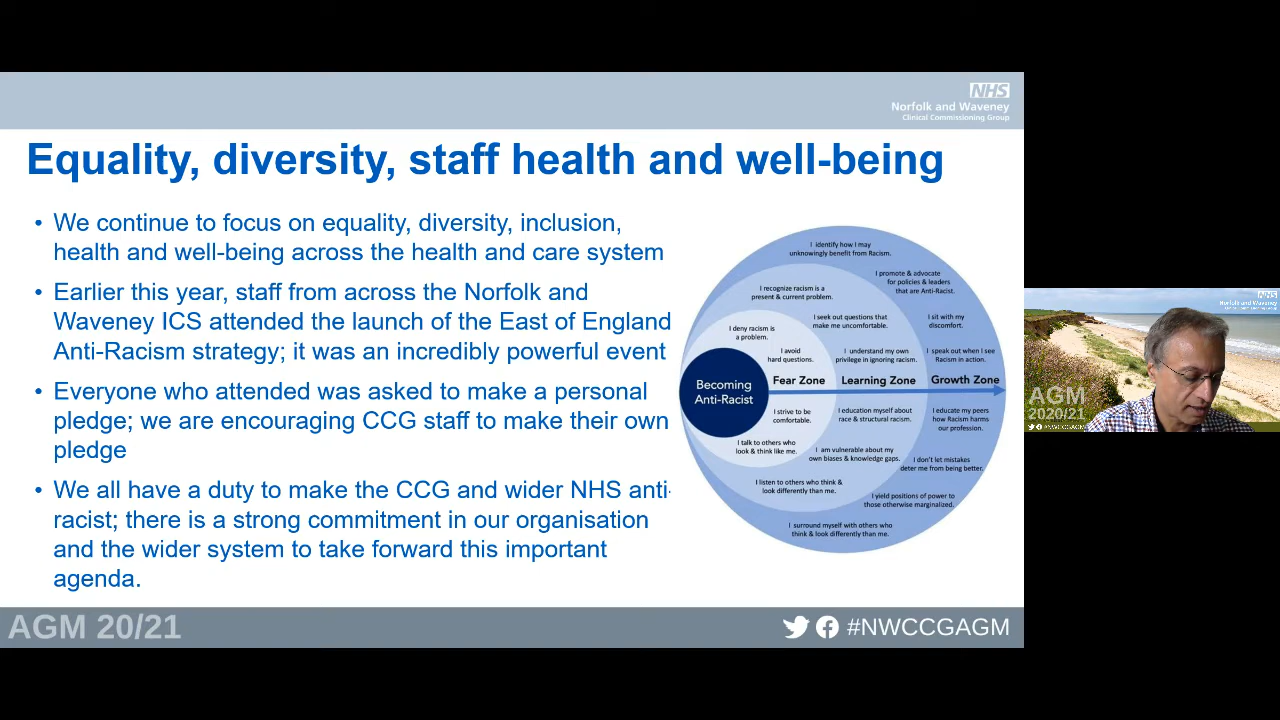 NHS
Norfolk and Waveney
Clinical Commissioning Group
Equality, diversity, staff health and well-being
• We continue to focus on equality, diversity, inclusion,
health and well-being across the health and care system
• Earlier this year, staff from across the Norfolk and
Waveney ICS attended the launch of the East of England
Anti-Racism strategy; it was an incredibly powerful event
• Everyone who attended was asked to make a personal
pledge; we are encouraging CCG staff to make their own
pledge
• We all have a duty to make the CCG and wider NHS anti-
racist; there is a strong commitment in our organisation
and the wider system to take forward this important
agenda.
Becoming
Anti-Racist
Fear Zone
I deny racism is
a problem.
I avoid
hard questions.
I strive to be
comfortable.
I talk to others who
look & think like me.
Learning Zone
I recognize racism is a
present & current problem.
I seek out questions that
make me uncomfortable.
I understand my own
privilege in ignoring racism.
I education myself about
race & structural racism.
I am vulnerable about my
own biases & knowledge gaps.
I listen to others who think &
look differently than me.
Growth Zone
I identify how I may
unknowingly benefit from Racism.
I promote & advocate
for policies & leaders
that are Anti-Racist.
I sit with my
discomfort.
I speak out when I see
Racism in action.
I educate my peers
how Racism harms
our profession.
I don't let mistakes
deter me from being better.
I yield positions of power to
those otherwise marginalized.
I surround myself with others who
think & look differently than me.
AGM 20/21
#NWCCGAGM
NHS
Norfolk and Waveney
AGM
2020/21
#NWCCGAGM